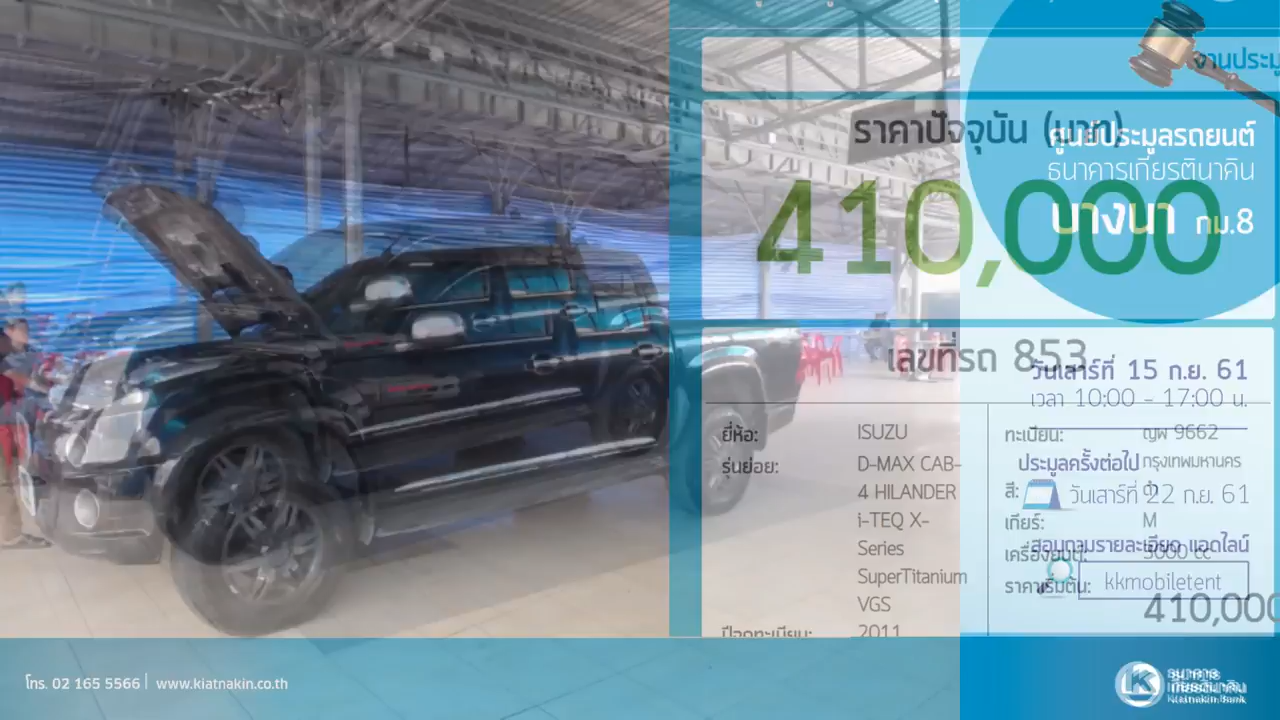 งานประมู
ราคาปัจจุบัน (บาท)
410,000
ศูนย์ประมูลรถยนต์
ธนาคารเกียรตินาคิน
บางนา กม.8
เลขที่รถ 853
วันเสาร์ที่ 15 ก.ย. 61
เวลา 10:00 - 17:00 น.
ประมูลครั้งต่อไป
วันเสาร์ที่ 22 ก.ย. 61
สอบถามรายละเอียด แอดไลน์
kkmobiletent
ยี่ห้อ: ISUZU
รุ่นย่อย: D-MAX CAB-
4 HILANDER
i-TEQ X-
Series
SuperTitanium
VGS
ปีจดทะเบียน: 2011
ทะเบียน: ญผ 9662
กรุงเทพมหานคร
สี:
เกียร์: M
เครื่องยนต์: 3000 cc
ราคาเริ่มต้น:
410,000
โทร. 02 165 5566 | www.kiatnakin.co.th
ธนาคาร
เกียรตินาคิน
Kiatnakin Bank